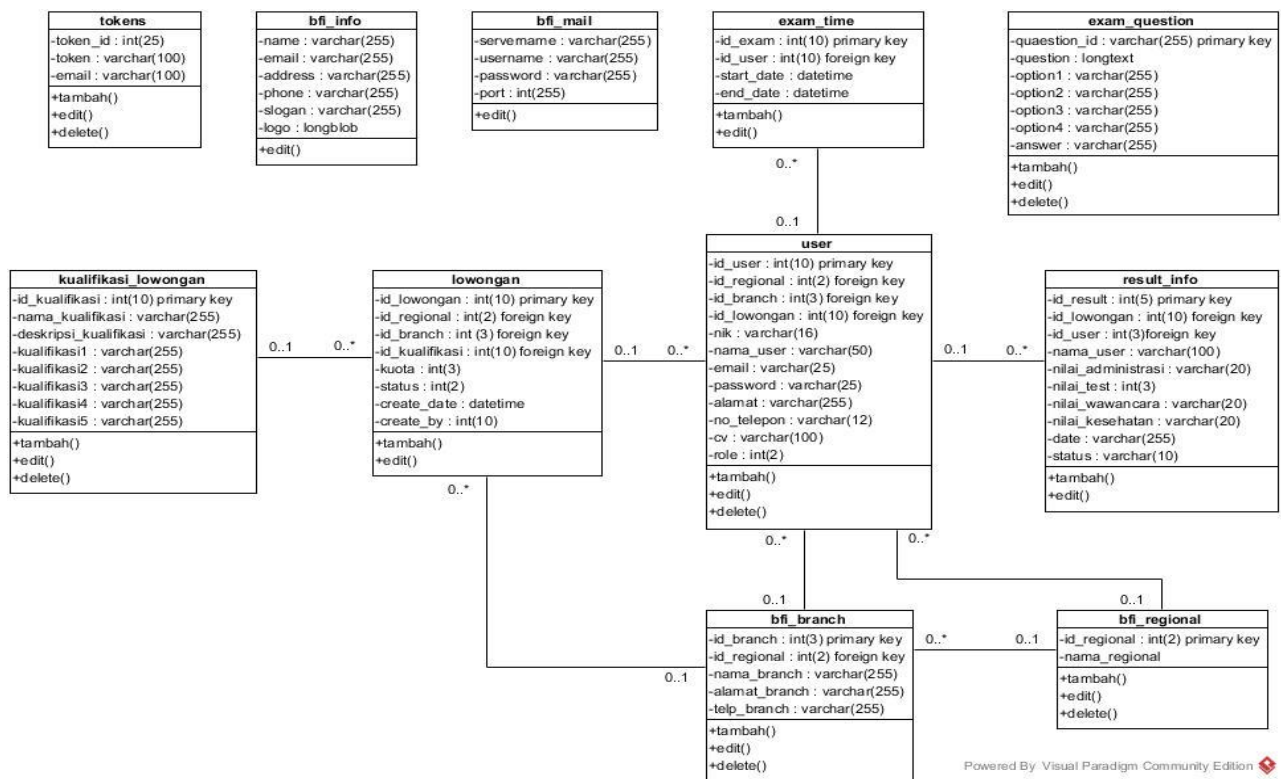 tokens
-token_id : int(25)
-token : varchar(100)
-email : varchar(100)
+tambah()
+edit()
+delete()
bfi_info
-name : varchar(255)
-email : varchar(255)
-address : varchar(255)
-phone : varchar(255)
-slogan : varchar(255)
-logo : longblob
+edit()
bfi_mail
-servername : varchar(255)
-username : varchar(255)
-password : varchar(255)
-port : int(255)
+edit()
exam_time
-id_exam : int(10) primary key
-id_user : int(10) foreign key
-start_date : datetime
-end_date : datetime
+tambah()
+edit()
exam_question
-quaestion_id : varchar(255) primary key
-question : longtext
-option1 : varchar(255)
-option2 : varchar(255)
-option3 : varchar(255)
-option4 : varchar(255)
-answer : varchar(255)
+tambah()
+edit()
+delete()
0..*
0..1
kualifikasi_lowongan
-id_kualifikasi : int(10) primary key
-nama_kualifikasi : varchar(255)
-deskripsi_kualifikasi : varchar(255)
-kualifikasi1 : varchar(255)
-kualifikasi2 : varchar(255)
-kualifikasi3 : varchar(255)
-kualifikasi4 : varchar(255)
-kualifikasi5 : varchar(255)
+tambah()
+edit()
+delete()
0..1
0..*
lowongan
-id_lowongan : int(10) primary key
-id_regional : int(2) foreign key
-id_branch : int (3) foreign key
-id_kualifikasi : int(10) foreign key
-kuota : int(3)
-status : int(2)
-create_date : datetime
-create_by : int(10)
+tambah()
+edit()
0..1
0..*
user
-id_user : int(10) primary key
-id_regional : int(2) foreign key
-id_branch : int(3) foreign key
-id_lowongan : int(10) foreign key
-nik : varchar(16)
-nama_user : varchar(50)
-email : varchar(25)
-password : varchar(25)
-alamat : varchar(255)
-no_telepon : varchar(12)
-cv : varchar(100)
-role : int(2)
+tambah()
+edit()
+delete()
0..1
0..*
result_info
-id_result : int(5) primary key
-id_lowongan : int(10) foreign key
-id_user : int(3)foreign key
-nama_user : varchar(100)
-nilai_administrasi : varchar(20)
-nilai_test : int(3)
-nilai_wawancara : varchar(20)
-nilai_kesehatan : varchar(20)
-date : varchar(255)
-status : varchar(10)
+tambah()
+edit()
0..*
0..*
0..*
0..1
0..1
0..1
bfi_branch
-id_branch : int(3) primary key
-id_regional : int(2) foreign key
-nama_branch : varchar(255)
-alamat_branch : varchar(255)
-telp_branch : varchar(255)
+tambah()
+edit()
+delete()
0..*
0..1
bfi_regional
-id_regional : int(2) primary key
-nama_regional
+tambah()
+edit()
+delete()
Powered By Visual Paradigm Community Edition